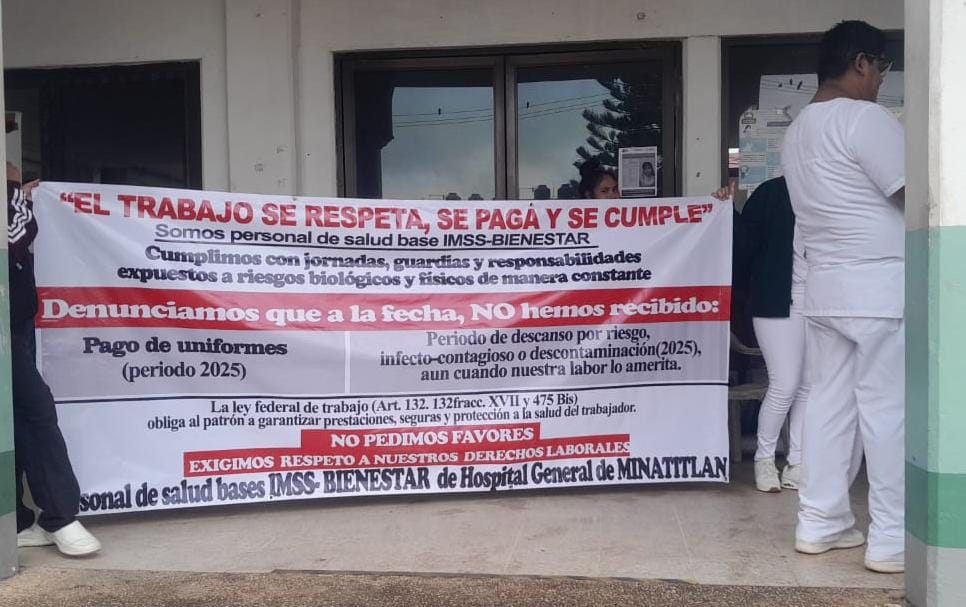 "EL TRABAJO SE RESPETA, SE PAGA Y SE CUMPLE"
Somos personal de salud base IMSS-BIENESTAR
Cumplimos con jornadas, guardias y responsabilidades
expuestos a riesgos biológicos y físicos de manera constante
Denunciamos que a la fecha, NO hemos recibido:
Pago de uniformes
(periodo 2025)
Periodo de descanso por riesgo,
infecto-contagioso o descontaminación(2025),
aun cuando nuestra labor lo amerita.
La ley federal de trabajo (Art. 132. 132fracc. XVII y 475 Bis)
obliga al patrón a garantizar prestaciones, seguras y protección a la salud del trabajador.
NO PEDIMOS FAVORES
EXIGIMOS RESPETO A NUESTROS DERECHOS LABORALES
sonal de salud bases IMSS-BIENESTAR de Hospital General de MINATITLAN